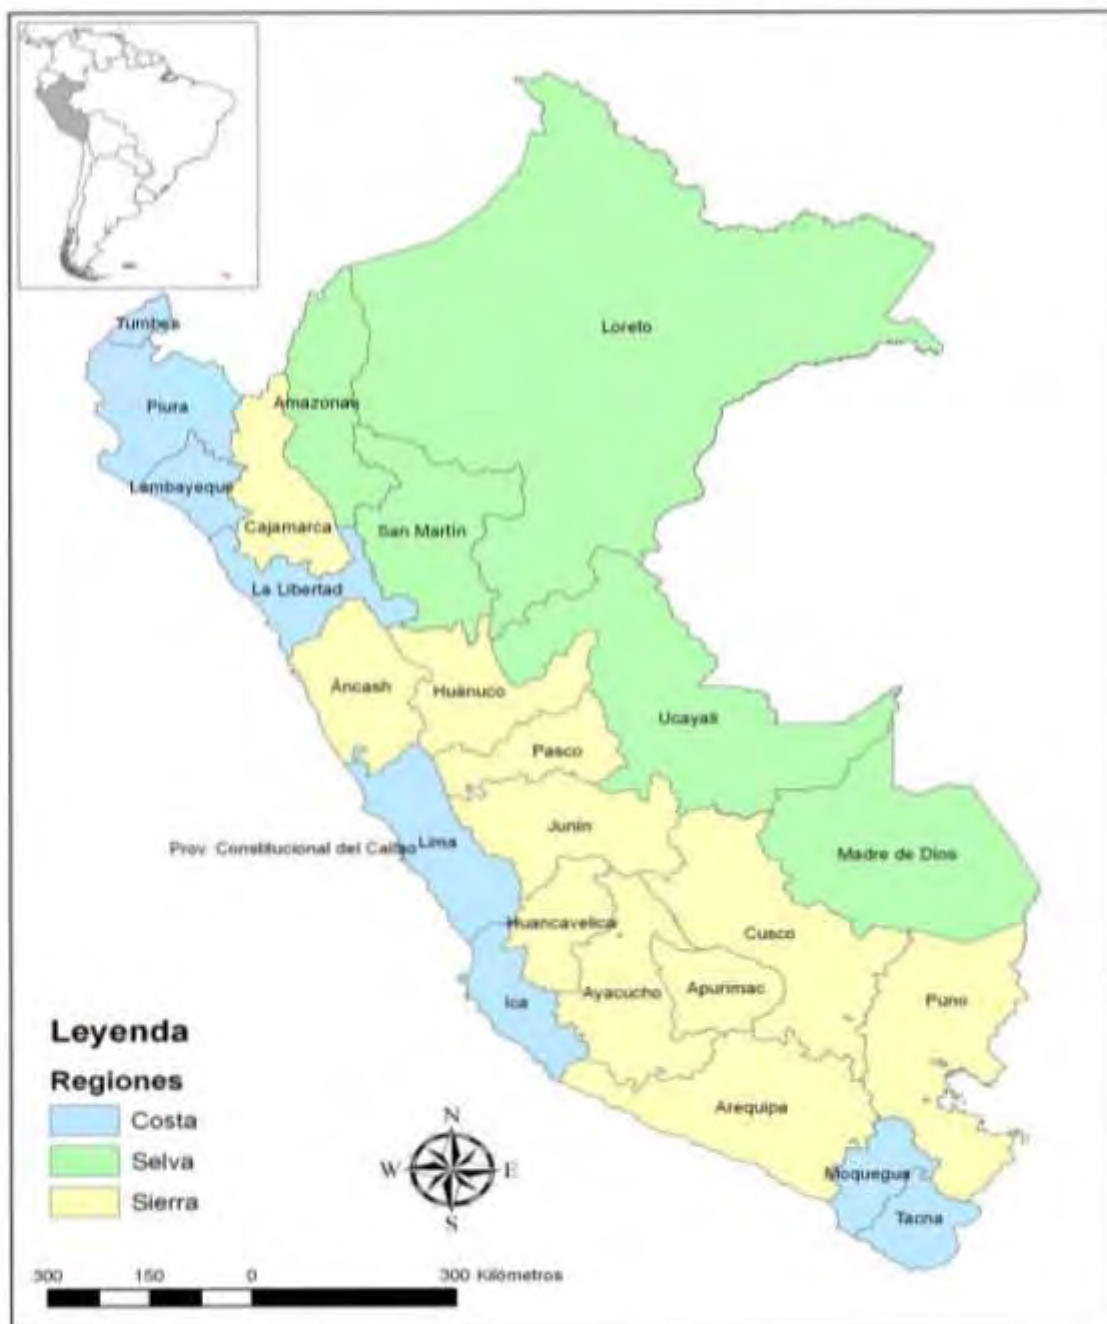 Tumbes
Loreto
Piura
Amazonas
Lambayeque
Cajamarca
San Martín
La Libertad
Áncash
Huánuco
Ucayali
Pasco
Junín
Prov. Constitucional del Callao
Lima
Madre de Dios
Huancavelica
Cusco
Ayacucho
Apurimac
Puno
Ica
Leyenda
Regiones
Costa
Selva
Sierra
Arequipa
Moquegua
Tacna
N
W
E
S
300 150 0 300 Kilómetros